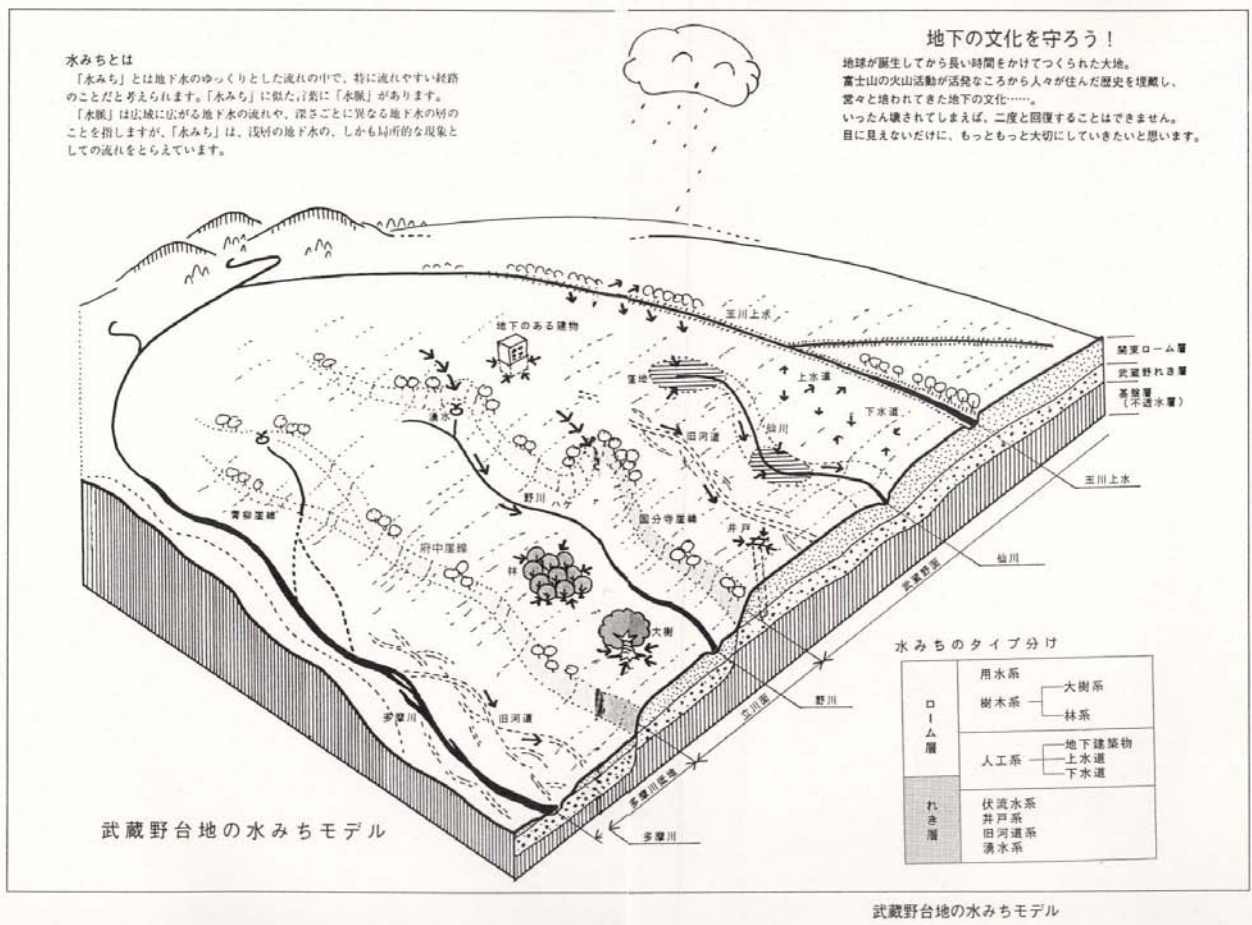 水みちとは
「水みち」とは地下水のゆっくりとした流れの中で、特に流れやすい経路
のことだと考えられます。「水みち」に似た言葉に「水脈」があります。
「水脈」は広域に広がる地下水の流れや、深さごとに異なる地下水の層の
ことを指しますが、「水みち」は、浅層の地下水の、しかも局所的な現象と
しての流れをとらえています。
地下の文化を守ろう！
地球が誕生してから長い時間をかけてつくられた大地。
富士山の火山活動が活発なころから人々が住んだ歴史を埋蔵し、
営々と培われてきた地下の文化……。
いったん壊されてしまえば、二度と回復することはできません。
目に見えないだけに、もっともっと大切にしていきたいと思います。
玉川上水
地下のある建物
関東ローム層
武蔵野れき層
基盤層
(不透水層)
窪地
上水道
下水道
湧水
旧河道
仙川
玉川上水
野川
ハケ
国分寺崖線
井戸
青柳崖線
府中崖線
林
大樹
仙川
武蔵野面
野川
立川面
多摩川
旧河道
多摩川低地
多摩川
武蔵野台地の水みちモデル
水みちのタイプ分け
ローム層
用水系
樹木系
大樹系
林系
人工系
地下建築物
上水道
下水道
れき層
伏流水系
井戸系
旧河道系
湧水系
武蔵野台地の水みちモデル